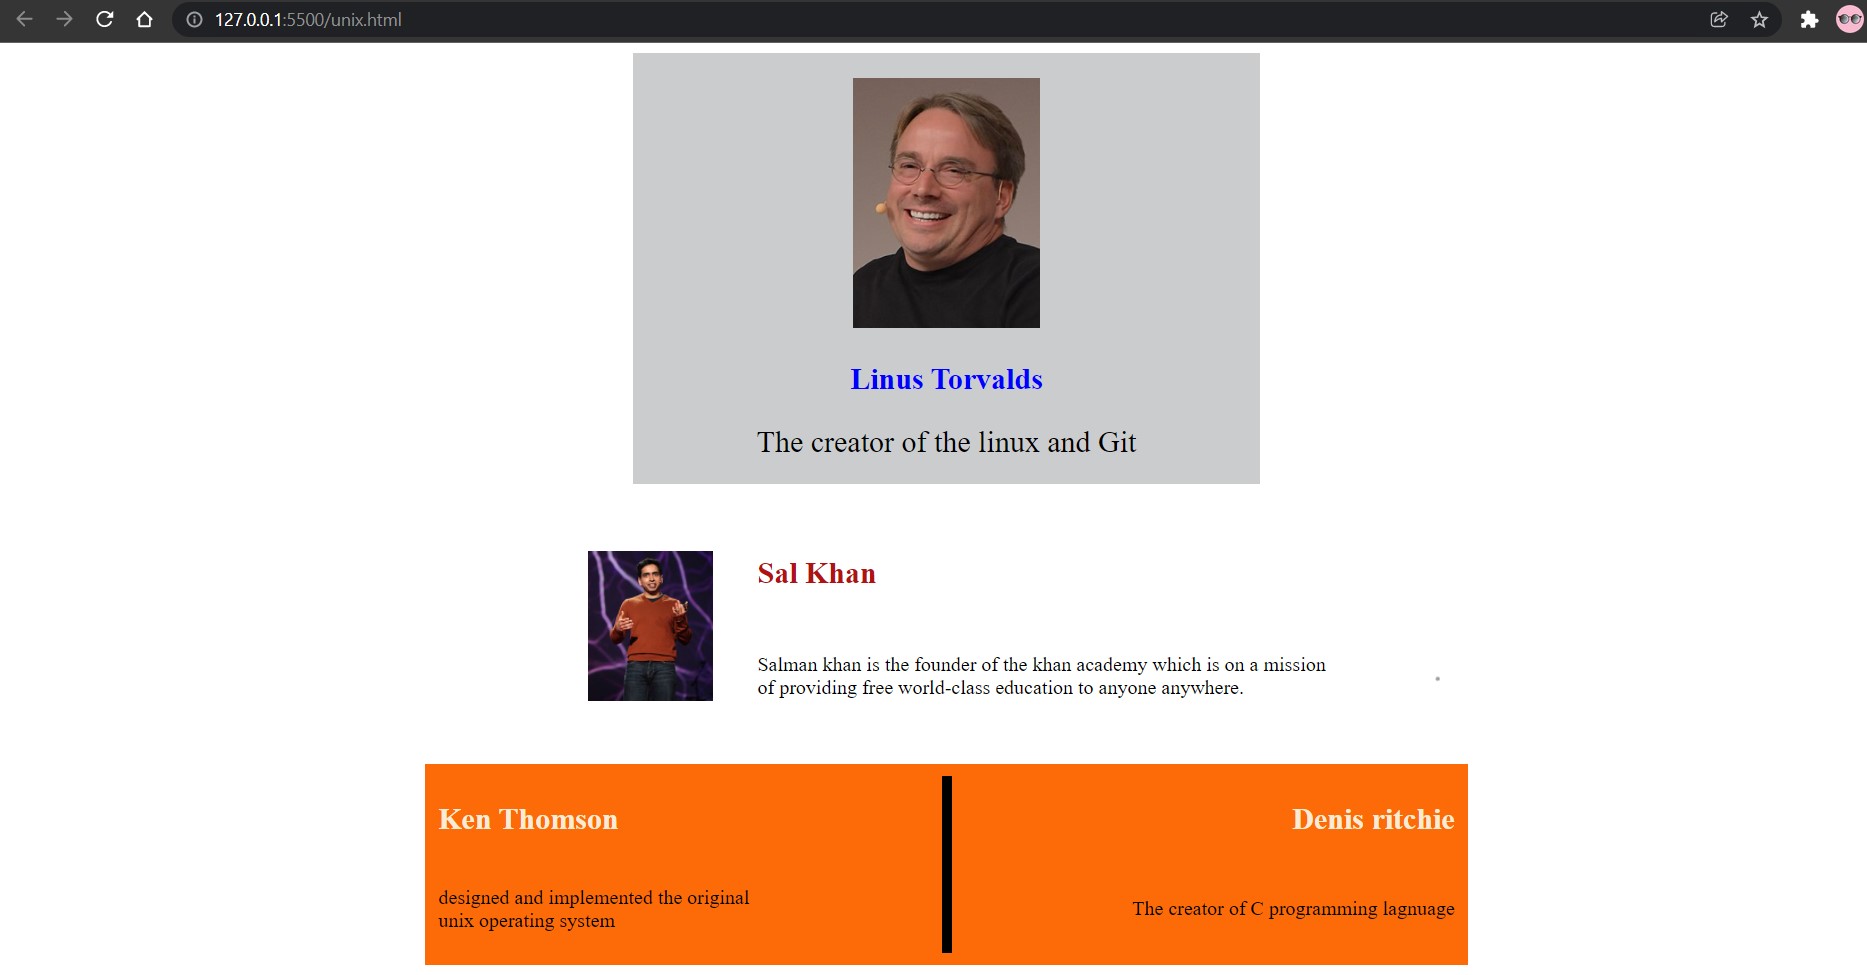 127.0.0.1:5500/unix.html
Linus Torvalds
The creator of the linux and Git
Sal Khan
Salman khan is the founder of the khan academy which is on a mission
of providing free world-class education to anyone anywhere.
Ken Thomson
designed and implemented the original
unix operating system
Denis ritchie
The creator of C programming lagnuage